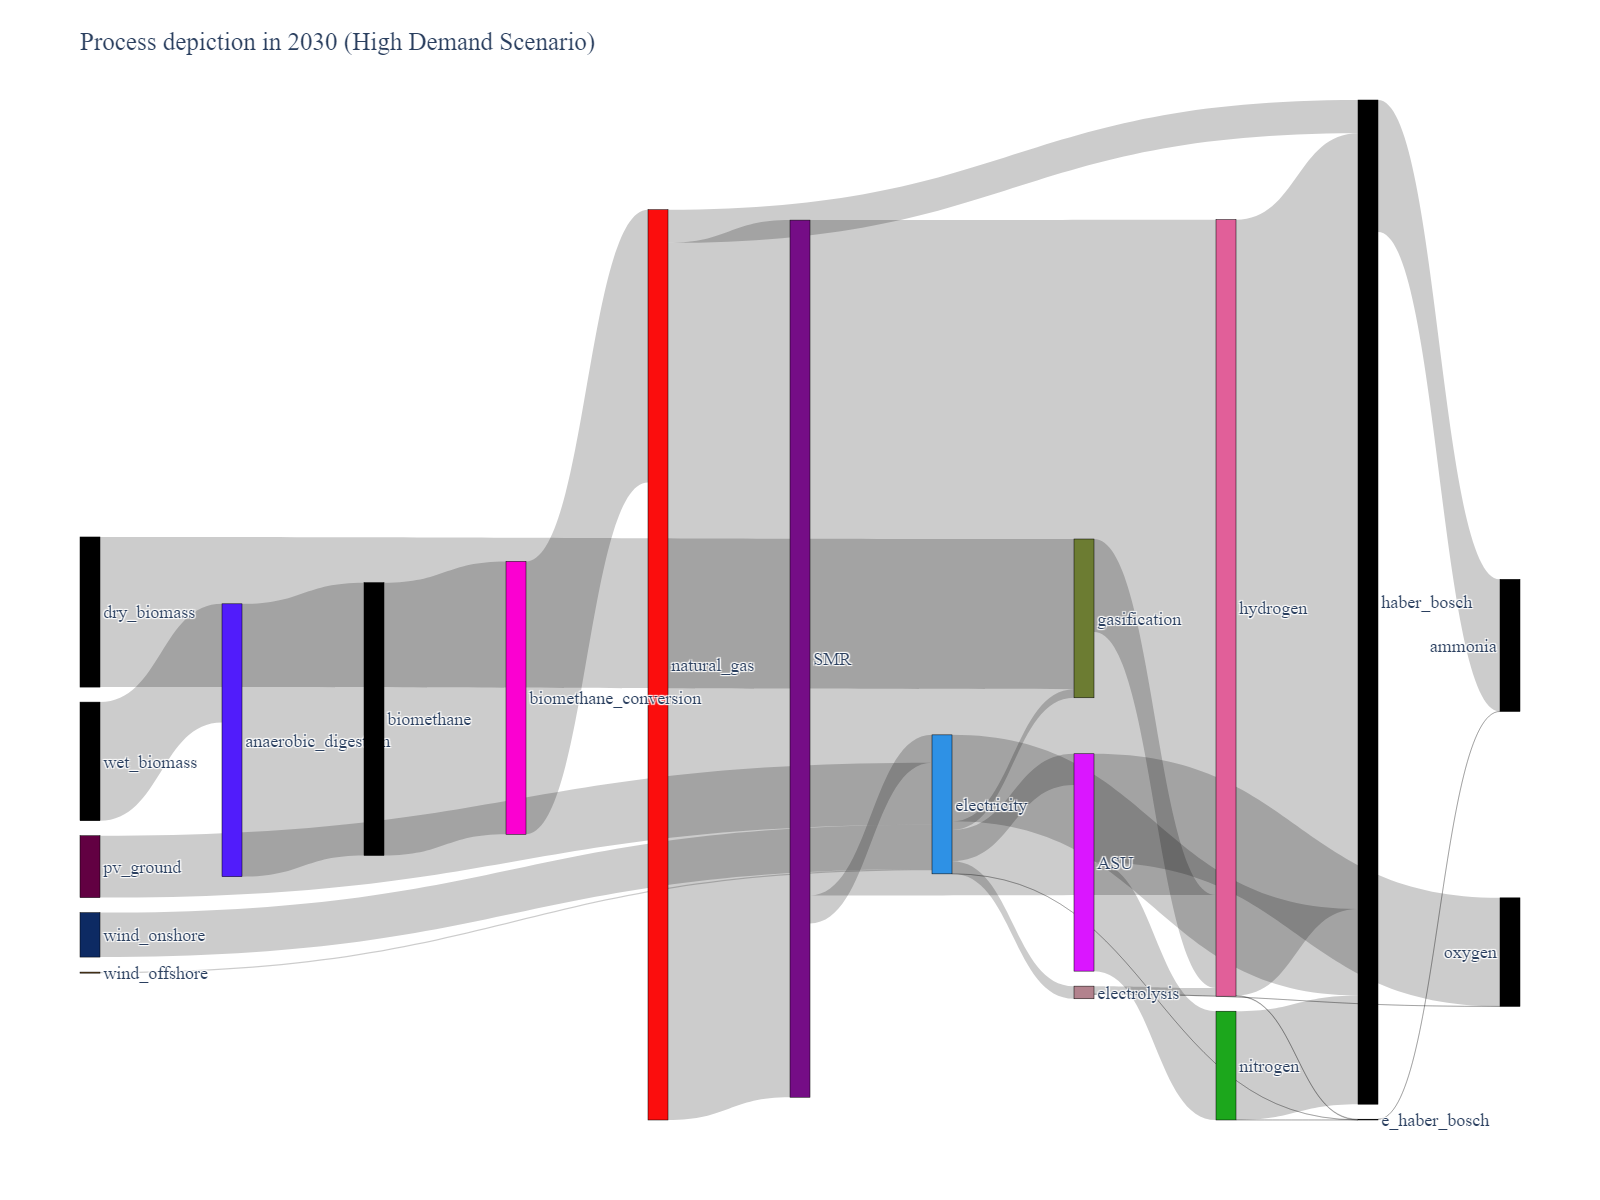 Process depiction in 2030 (High Demand Scenario)
dry_biomass
wet_biomass
pv_ground
wind_onshore
wind_offshore
anaerobic_digestion
biomethane
biomethane_conversion
natural_gas
SMR
electricity
gasification
ASU
electrolysis
hydrogen
nitrogen
haber_bosch
e_haber_bosch
ammonia
oxygen